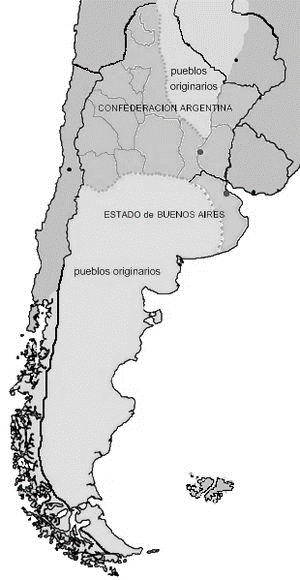 pueblos
originarios
CONFEDERACION ARGENTINA
ESTADO de BUENOS AIRES
pueblos originarios